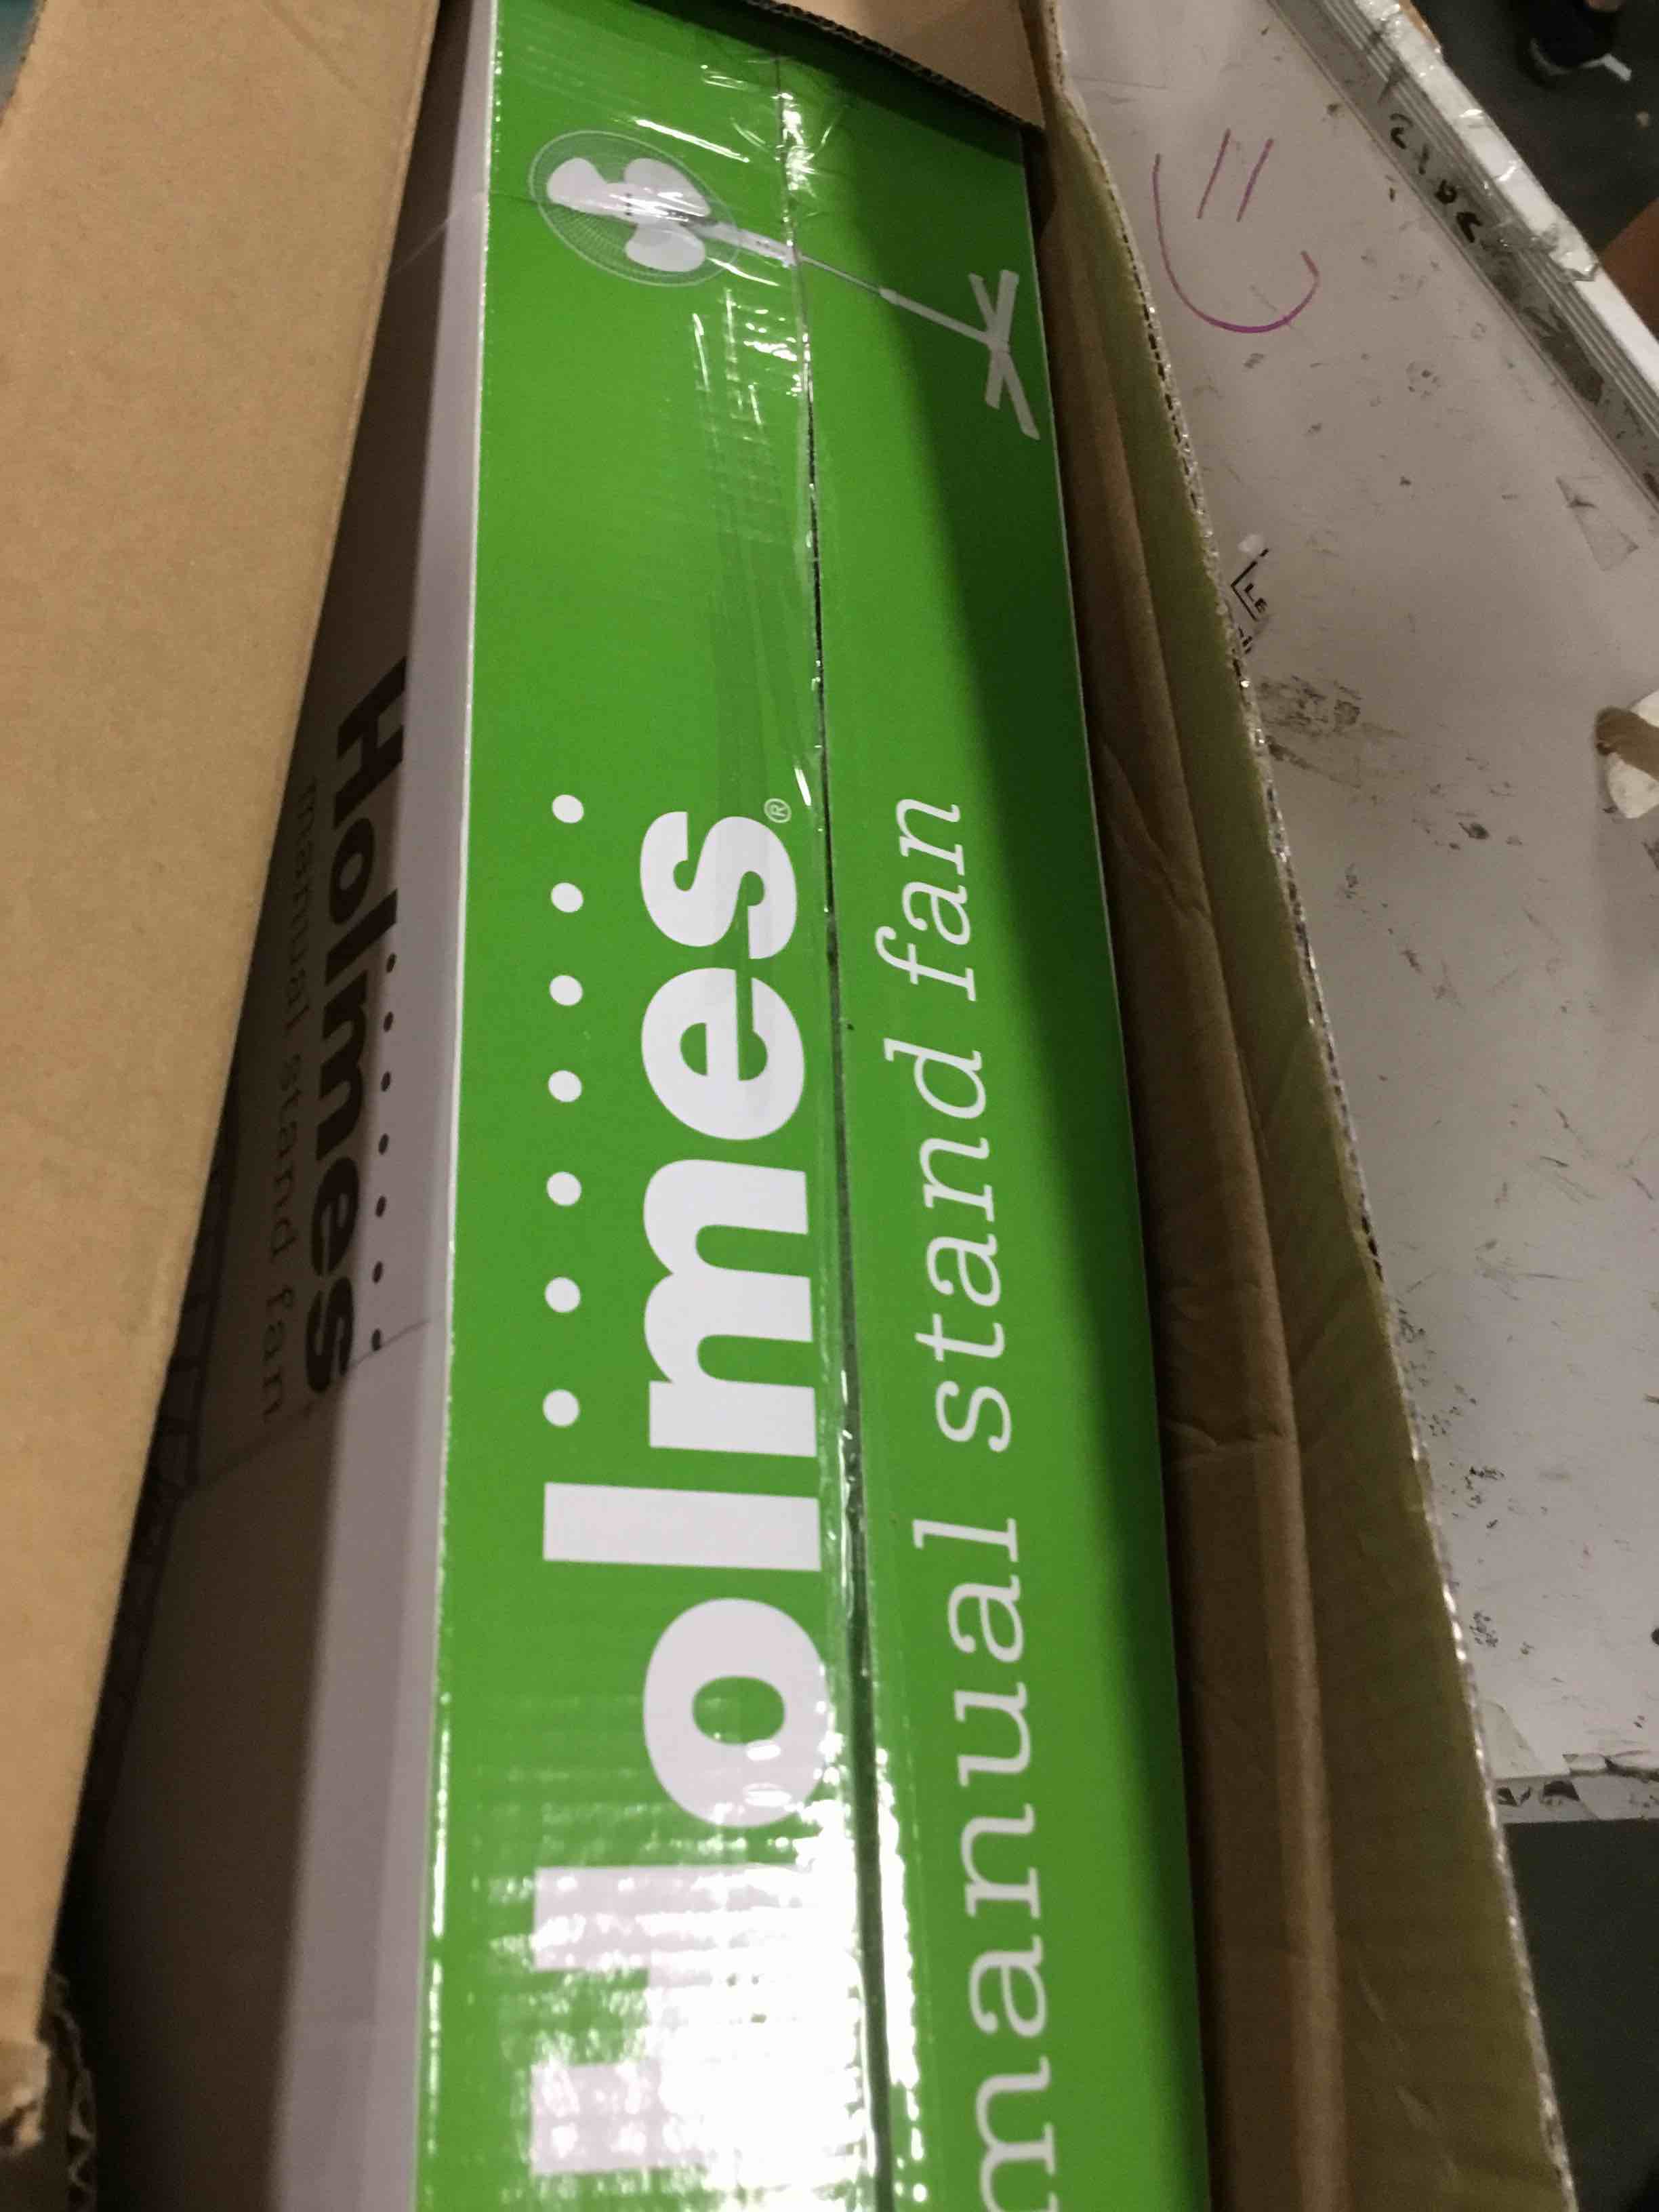 Holmes®
manual stand fan
Holmes
manual stand fan